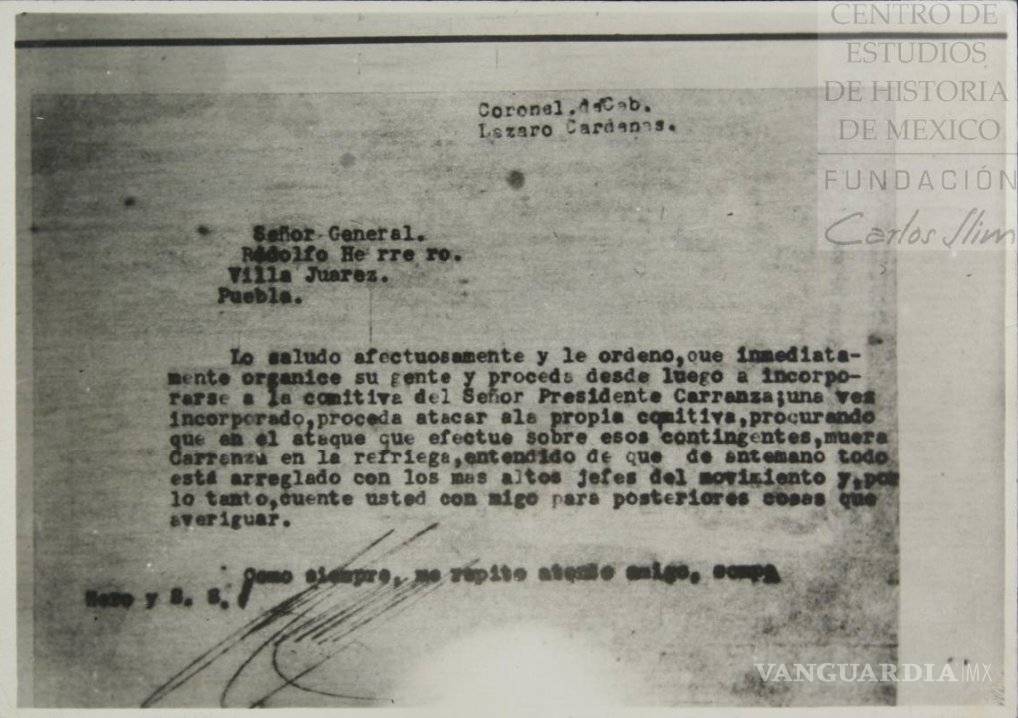 CENTRO DE
ESTUDIOS
DE HISTORIA
DE MEXICO
FUNDACIÓN
Carlos Slim
Coronel.deCab.
Lazaro Cardenas.
Señor General.
Rodolfo He rre ro.
Villa Juarez.
Puebla.
Lo saludo afectuosamente y le ordeno,que inmediata-
mente organice su gente y proceda desde luego a incorpo-
rarse a la comitiva del Señor Presidente Carranza;una vez
incorporado,proceda atacar ala propia comitiva,procurando
que en el ataque que efectue sobre esos contingentes,muera
Carranza en la refriega,entendido de que de antemano todo
está arreglado con los mas altos jefes del movimiento y,por
lo tanto,cuente usted con migo para posteriores cosas que
averiguar.
Como siempre, me repito atento amigo, compa
ñero y S. S.
VANGUARDIA|MX